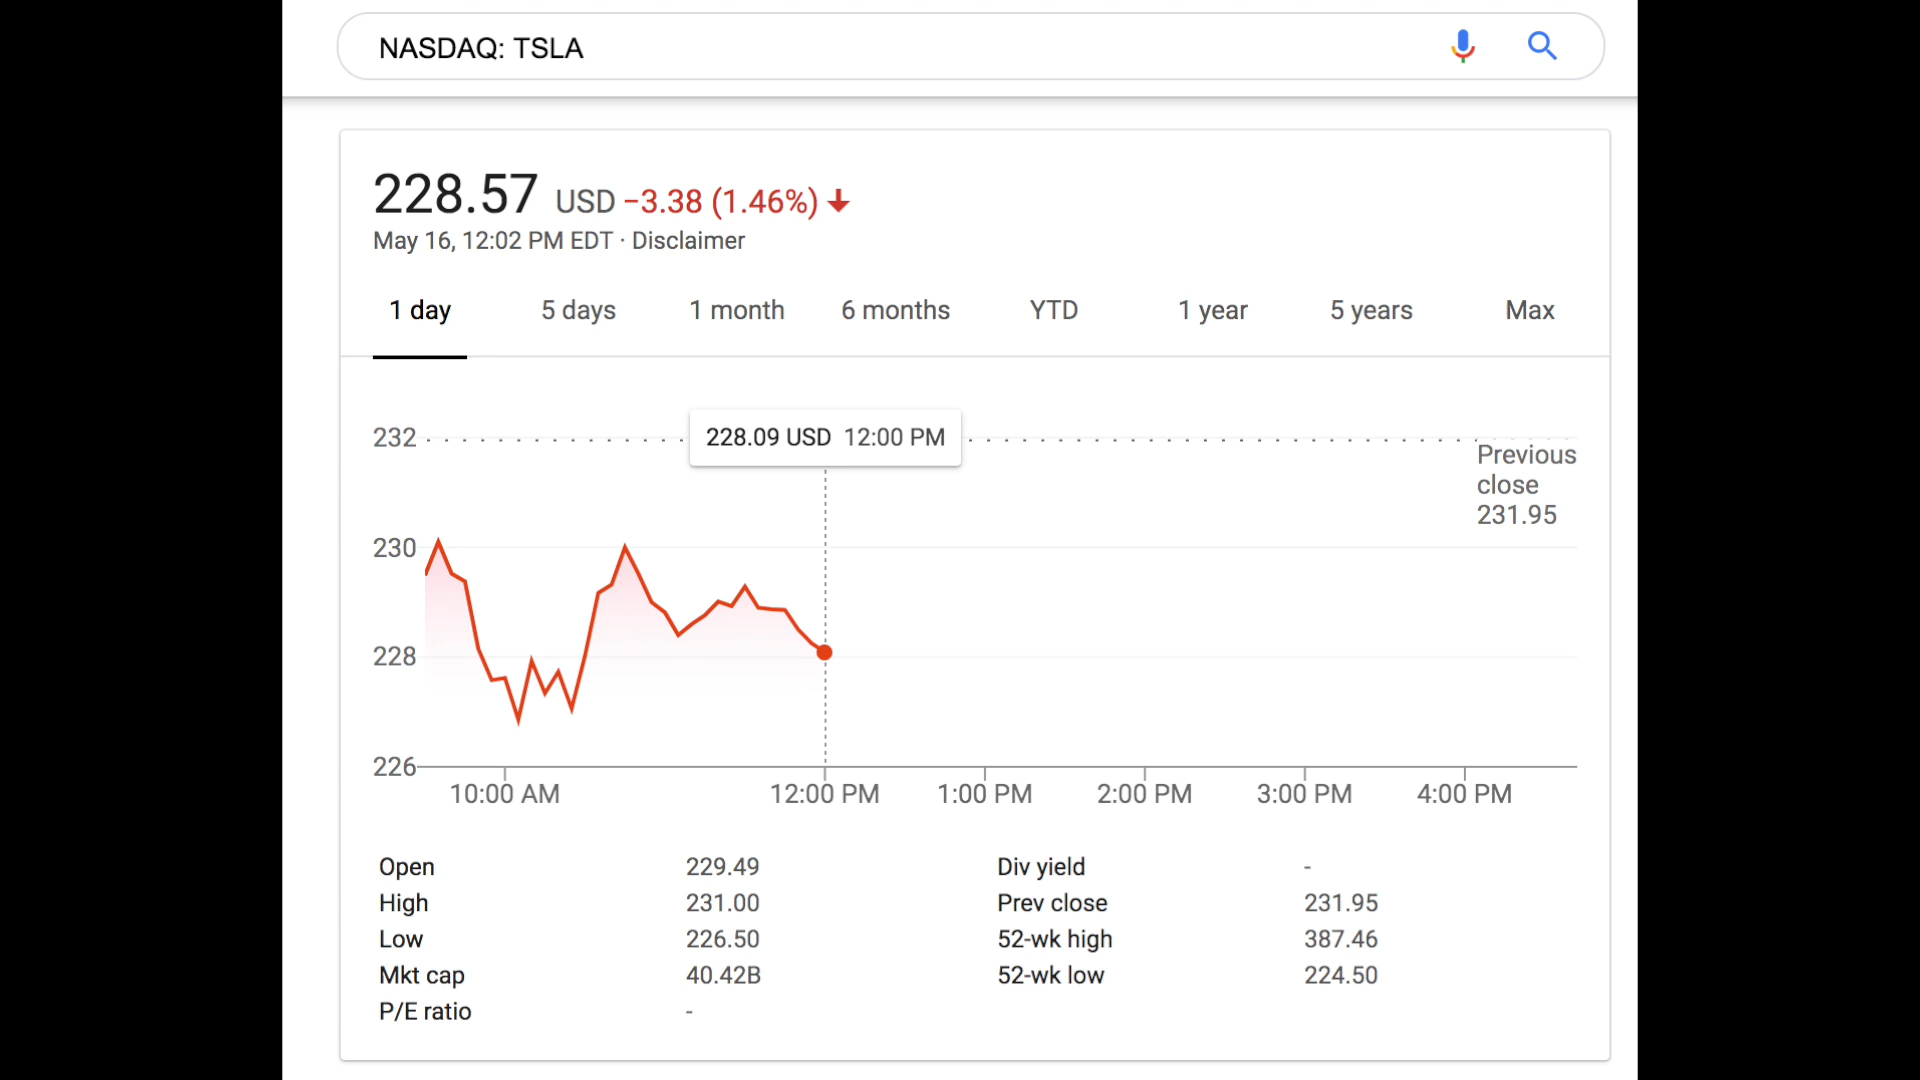 NASDAQ: TSLA
228.57 USD −3.38 (1.46%)
May 16, 12:02 PM EDT · Disclaimer
1 day 5 days 1 month 6 months YTD 1 year 5 years Max
228.09 USD 12:00 PM
232
Previous
close
231.95
230
228
226
10:00 AM 12:00 PM 1:00 PM 2:00 PM 3:00 PM 4:00 PM
Open 229.49 Div yield -
High 231.00 Prev close 231.95
Low 226.50 52-wk high 387.46
Mkt cap 40.42B 52-wk low 224.50
P/E ratio -